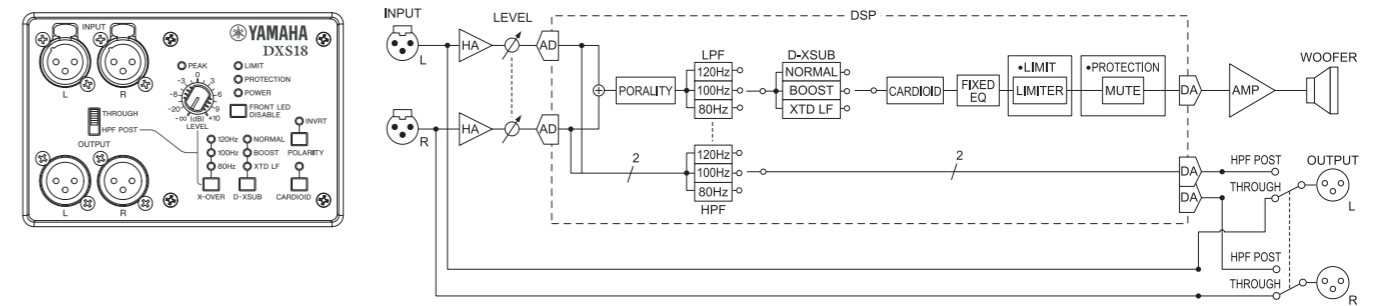 INPUT
YAMAHA
DXS18
L
R
PEAK
-3 0 3
-6 6
-20 9
-∞ (dB) +10
LEVEL
LIMIT
PROTECTION
POWER
FRONT LED
DISABLE
THROUGH
HPF POST
INVRT
POLARITY
OUTPUT
120Hz
100Hz
80Hz
NORMAL
BOOST
XTD LF
X-OVER
D-XSUB
CARDIOID
L
R
INPUT
LEVEL
DSP
L
HA
AD
R
HA
AD
PORALITY
LPF
120Hz
100Hz
80Hz
D-XSUB
NORMAL
BOOST
XTD LF
CARDIOID
FIXED
EQ
•LIMIT
LIMITER
•PROTECTION
MUTE
DA
AMP
WOOFER
2
120Hz
100Hz
80Hz
HPF
2
DA
DA
HPF POST
THROUGH
OUTPUT
L
HPF POST
THROUGH
R